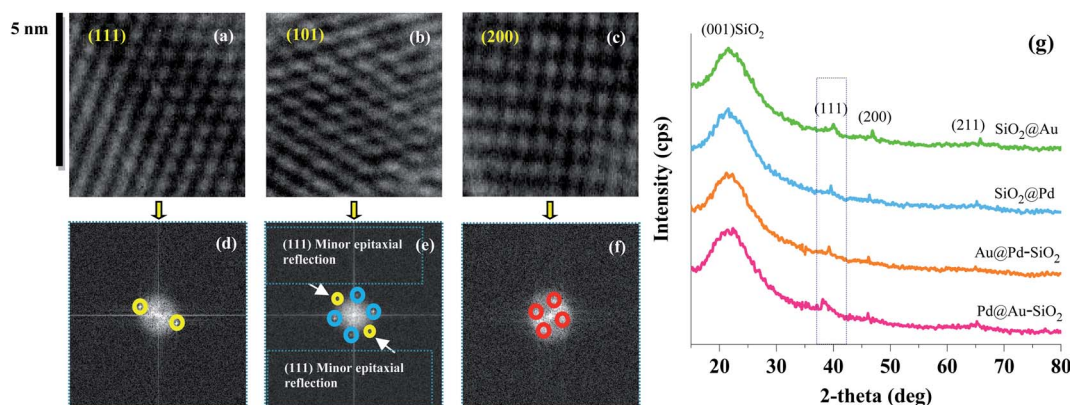 5 nm
(111)
(a)
(101)
(b)
(200)
(c)
(d)
(111) Minor epitaxial
reflection
(e)
(111) Minor epitaxial
reflection
(f)
(g)
(001)SiO₂
(111)
(200)
(211)
SiO₂@Au
SiO₂@Pd
Au@Pd-SiO₂
Pd@Au-SiO₂
Intensity (cps)
20 30 40 50 60 70 80
2-theta (deg)